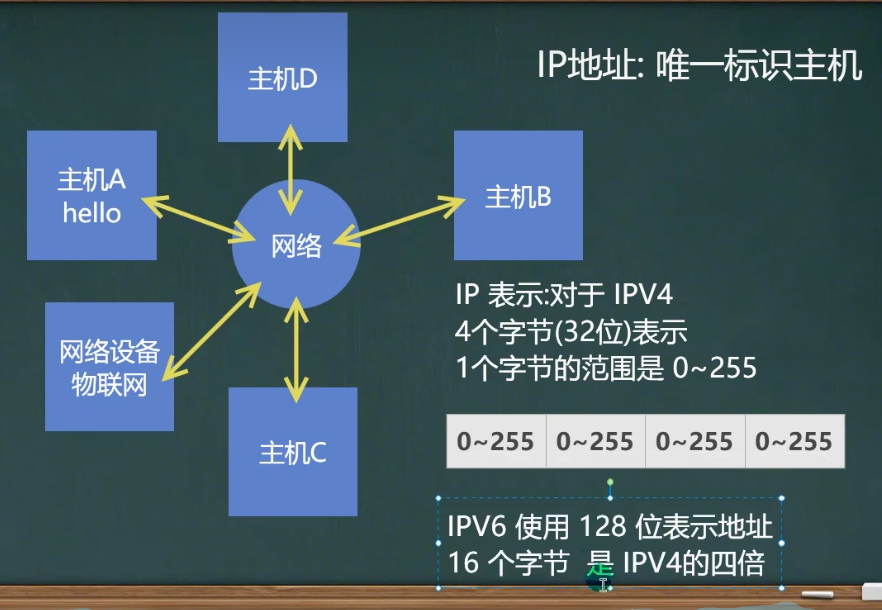 IP地址: 唯一标识主机
主机D
主机A
hello
主机B
网络
网络设备
物联网
主机C
IP 表示:对于 IPV4
4个字节(32位)表示
1个字节的范围是 0~255
0~255 0~255 0~255 0~255
IPV6 使用 128 位表示地址
16 个字节 是 IPV4的四倍